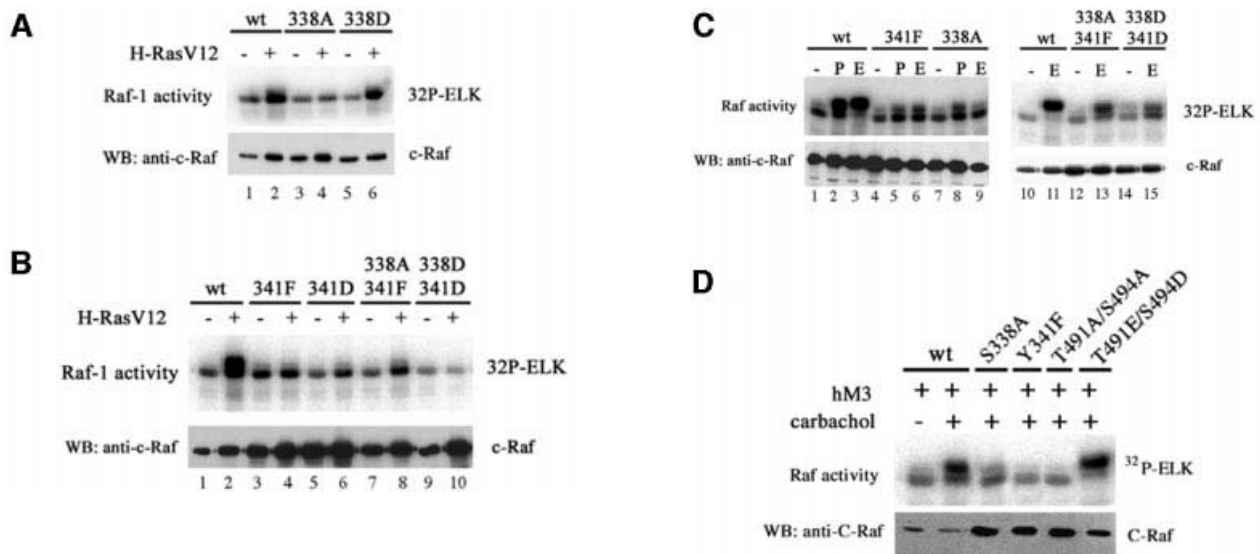 A
wt 338A 338D
H-RasV12 - + - + - +
Raf-1 activity 32P-ELK
WB: anti-c-Raf c-Raf
1 2 3 4 5 6
B
338A 338D
wt 341F 341D 341F 341D
H-RasV12 - + - + - + - + - +
Raf-1 activity 32P-ELK
WB: anti-c-Raf c-Raf
1 2 3 4 5 6 7 8 9 10
C
338A 338D
wt 341F 338A wt 341F 341D
- P E - P E - P E - E - E - E
Raf activity 32P-ELK
WB: anti-c-Raf c-Raf
1 2 3 4 5 6 7 8 9 10 11 12 13 14 15
D
wt S338A Y341F T491A/S494A T491E/S494D
hM3 + + + + + +
carbachol - + + + + +
Raf activity ³²P-ELK
WB: anti-C-Raf C-Raf